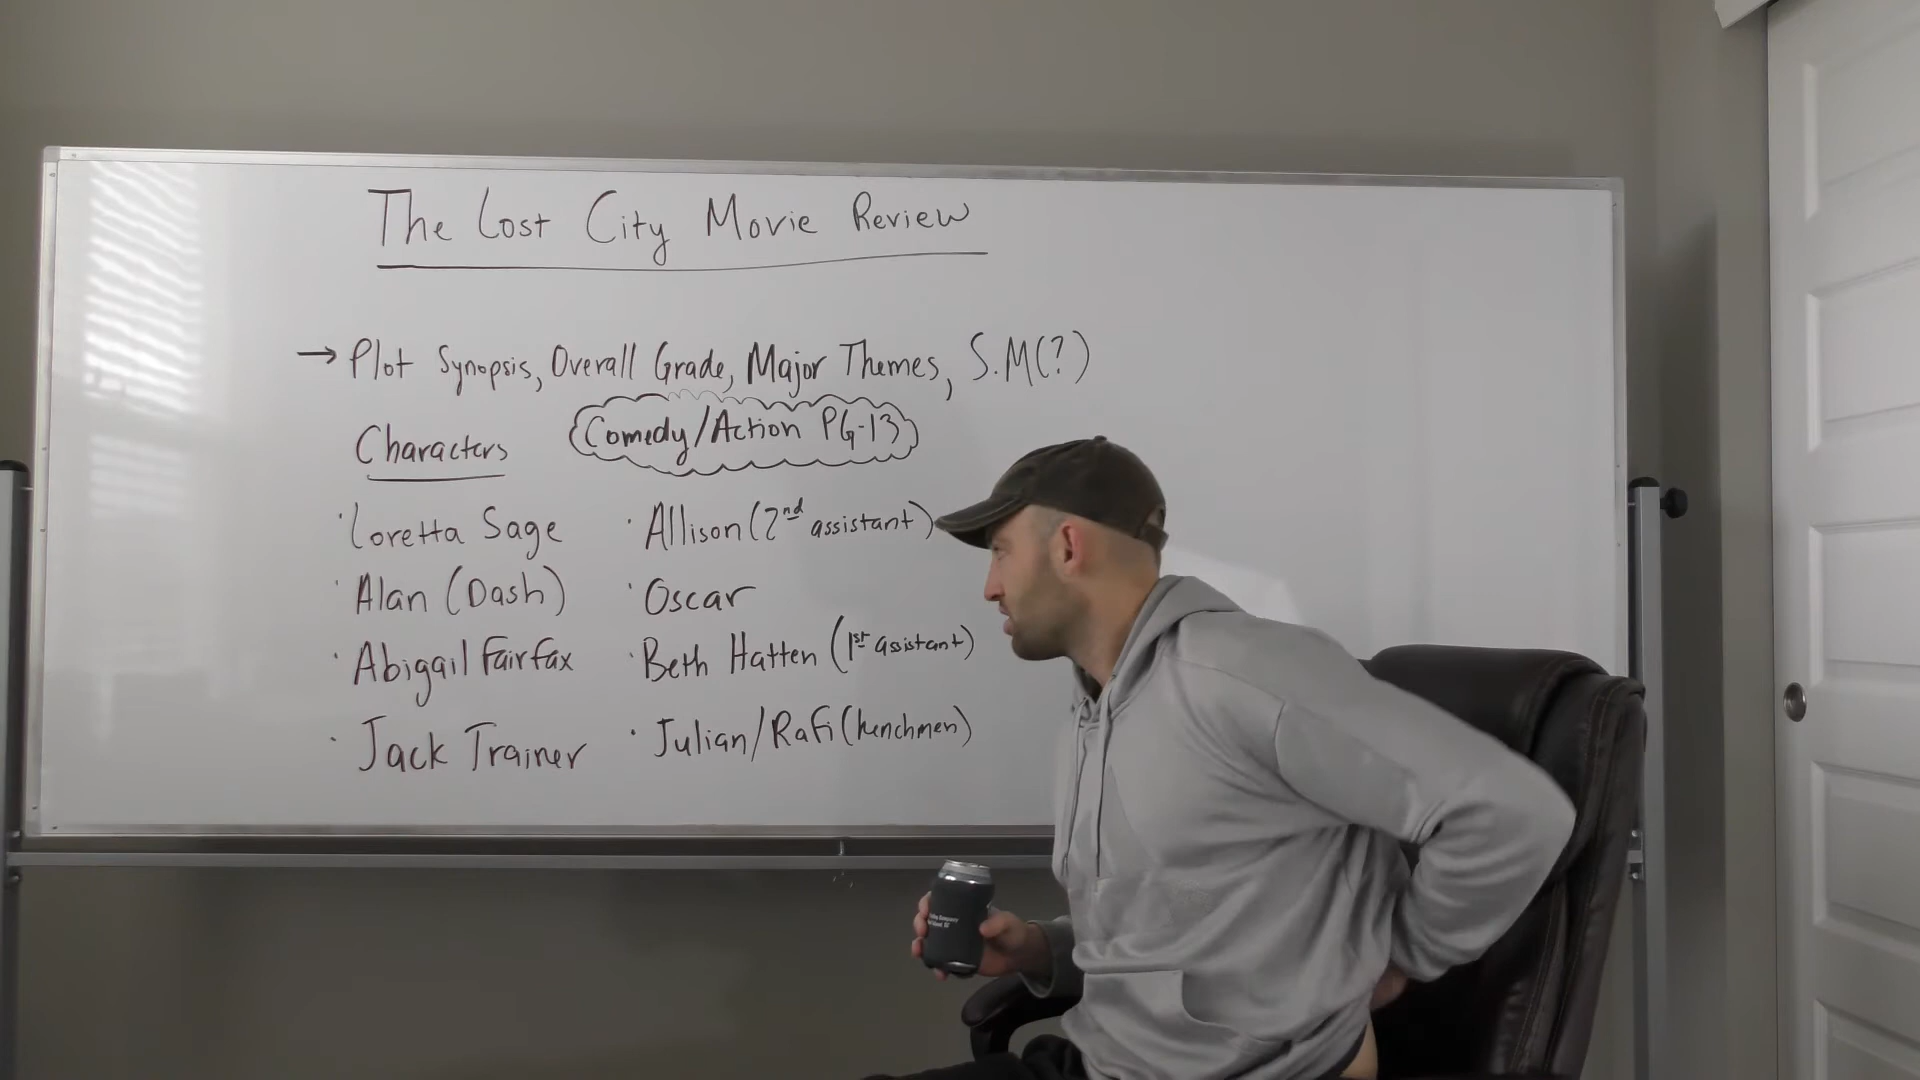 The Lost City Movie Review
→ Plot Synopsis, Overall Grade, Major Themes, S.M(?)
Characters
Comedy/Action PG-13
· Loretta Sage
· Alan (Dash)
· Abigail Fairfax
· Jack Trainer
· Allison (2nd assistant)
· Oscar
· Beth Hatten (1st assistant)
· Julian/Rafi (henchmen)